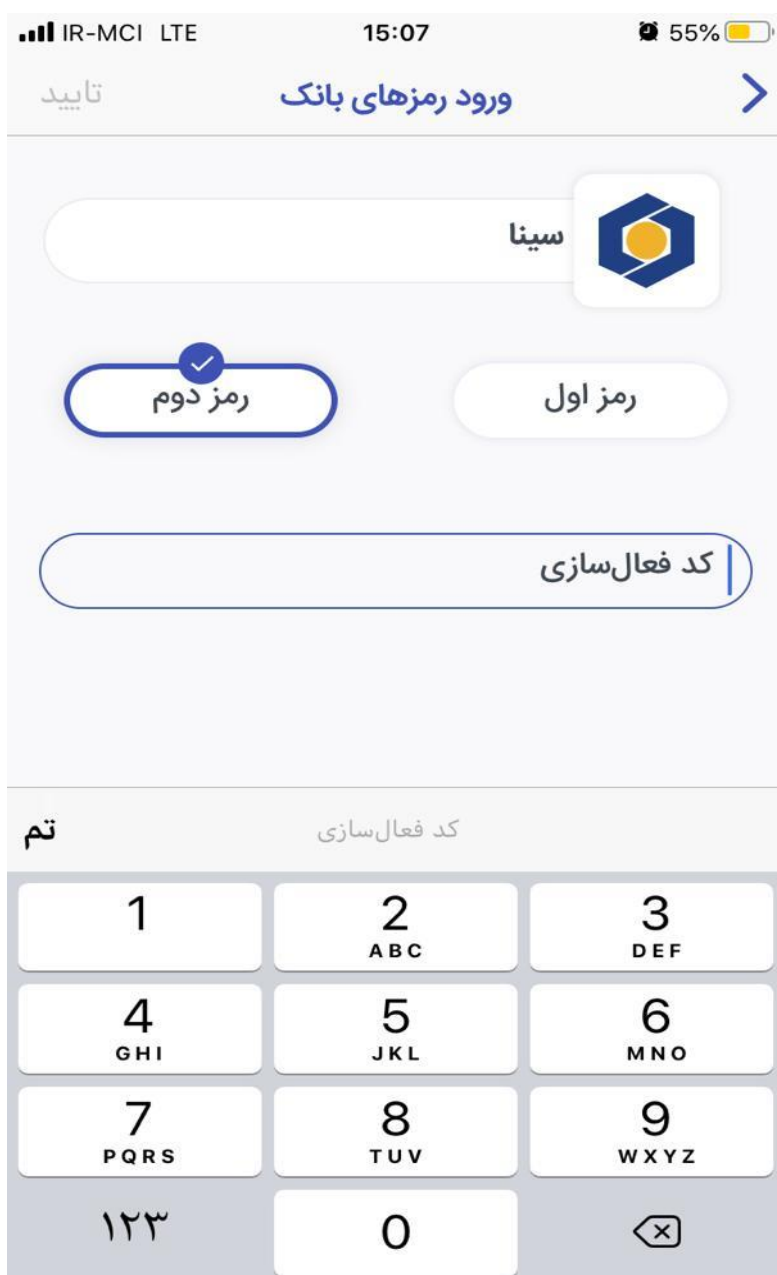 IR-MCI LTE 15:07 55%
ورود رمزهای بانک تایید
سینا
رمز اول رمز دوم
کد فعال‌سازی
کد فعال‌سازی تم
1 2 3
ABC DEF
4 5 6
GHI JKL MNO
7 8 9
PQRS TUV WXYZ
۱۲۳ 0